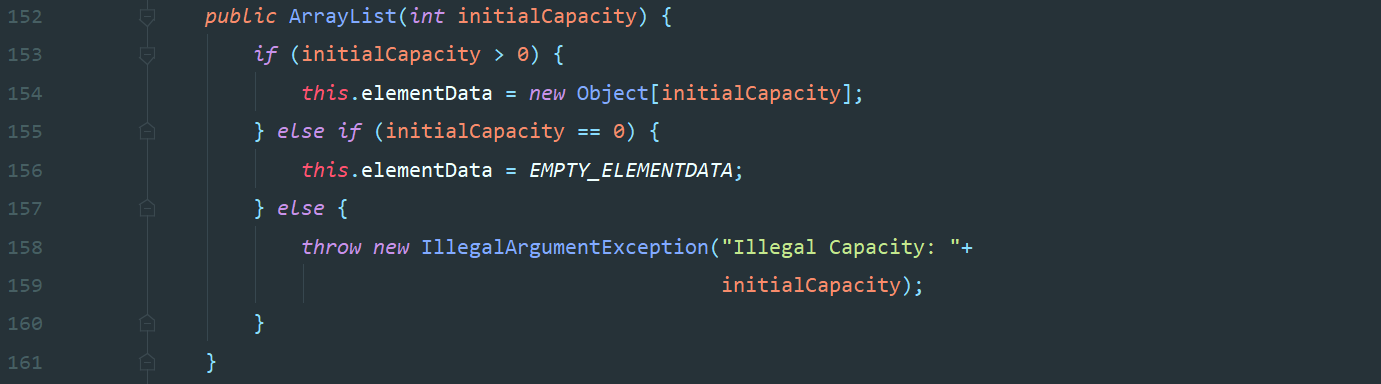 152 public ArrayList(int initialCapacity) {
153 if (initialCapacity > 0) {
154 this.elementData = new Object[initialCapacity];
155 } else if (initialCapacity == 0) {
156 this.elementData = EMPTY_ELEMENTDATA;
157 } else {
158 throw new IllegalArgumentException("Illegal Capacity: "+
159 initialCapacity);
160 }
161 }